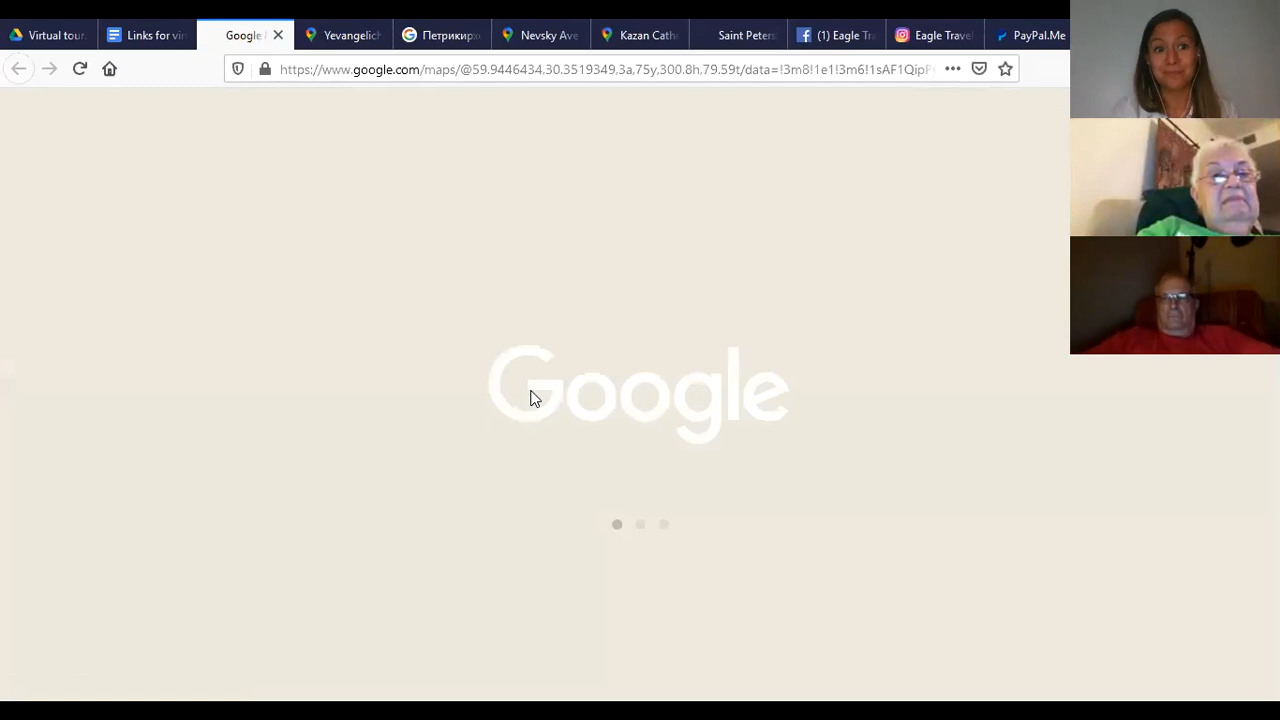 Virtual tour. Links for vir Google Yevangelich Петрикирх Nevsky Ave Kazan Cath Saint Peters (1) Eagle Tra Eagle Travel PayPal.Me
https://www.google.com/maps/@59.9446434,30.3519349,3a,75y,300.8h,79.59t/data=!3m8!1e1!3m6!1sAF1QipP
Google